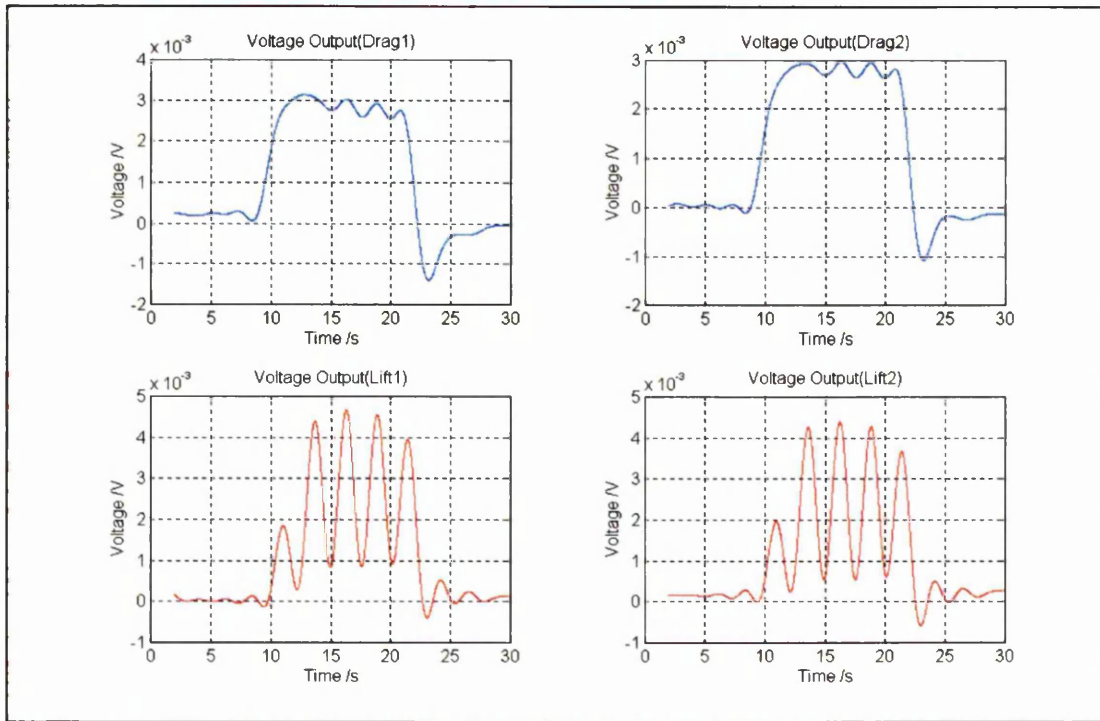 Voltage Output(Drag1)
x 10-3
4
3
2
1
0
-1
-2
Voltage /V
0 5 10 15 20 25 30
Time /s
Voltage Output(Drag2)
x 10-3
3
2
1
0
-1
-2
Voltage /V
0 5 10 15 20 25 30
Time /s
Voltage Output(Lift1)
x 10-3
5
4
3
2
1
0
-1
Voltage /V
0 5 10 15 20 25 30
Time /s
Voltage Output(Lift2)
x 10-3
5
4
3
2
1
0
-1
Voltage /V
0 5 10 15 20 25 30
Time /s